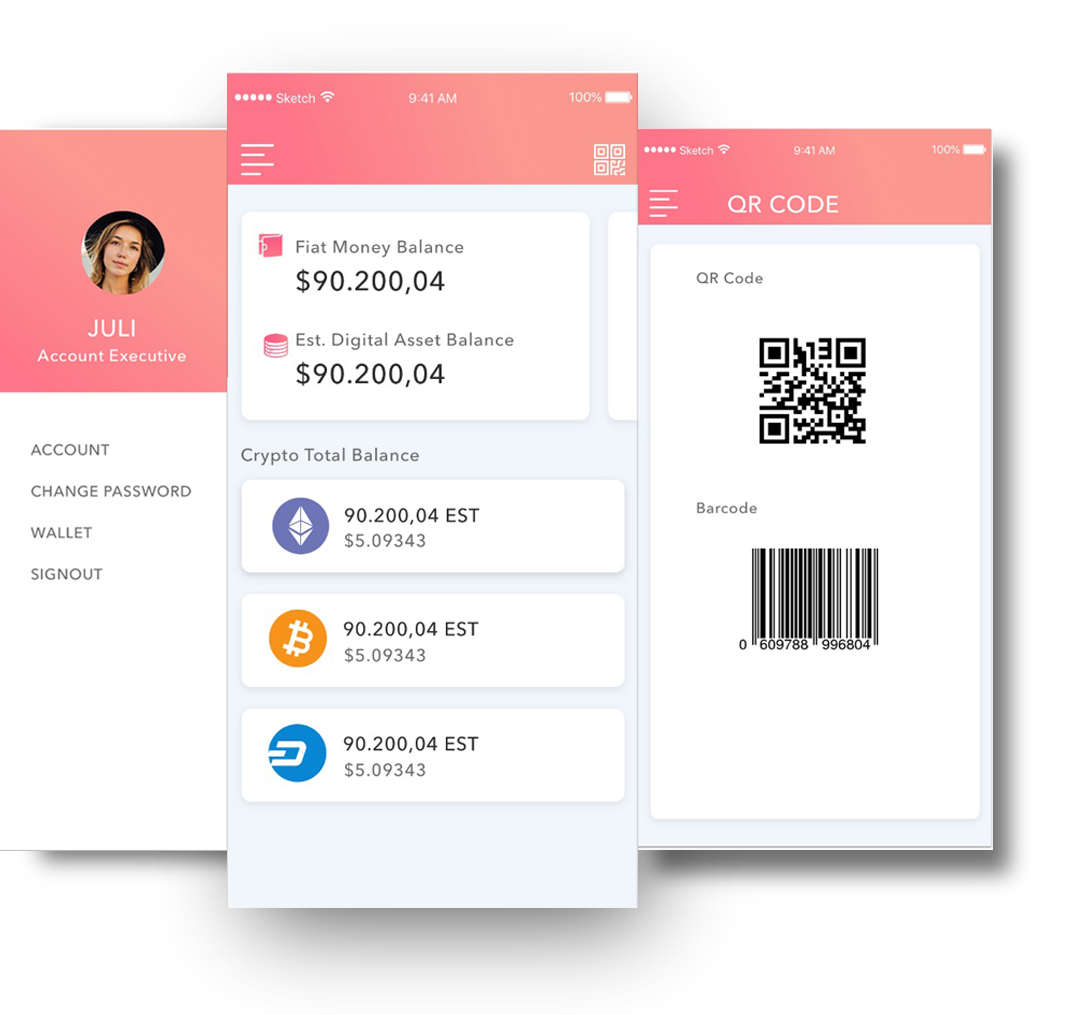 JULI
Account Executive
ACCOUNT
CHANGE PASSWORD
WALLET
SIGNOUT
Sketch 9:41 AM 100%
Fiat Money Balance
$90.200,04
Est. Digital Asset Balance
$90.200,04
Crypto Total Balance
90.200,04 EST
$5.09343
90.200,04 EST
$5.09343
90.200,04 EST
$5.09343
Sketch 9:41 AM 100%
QR CODE
QR Code
Barcode
0 609788 996804